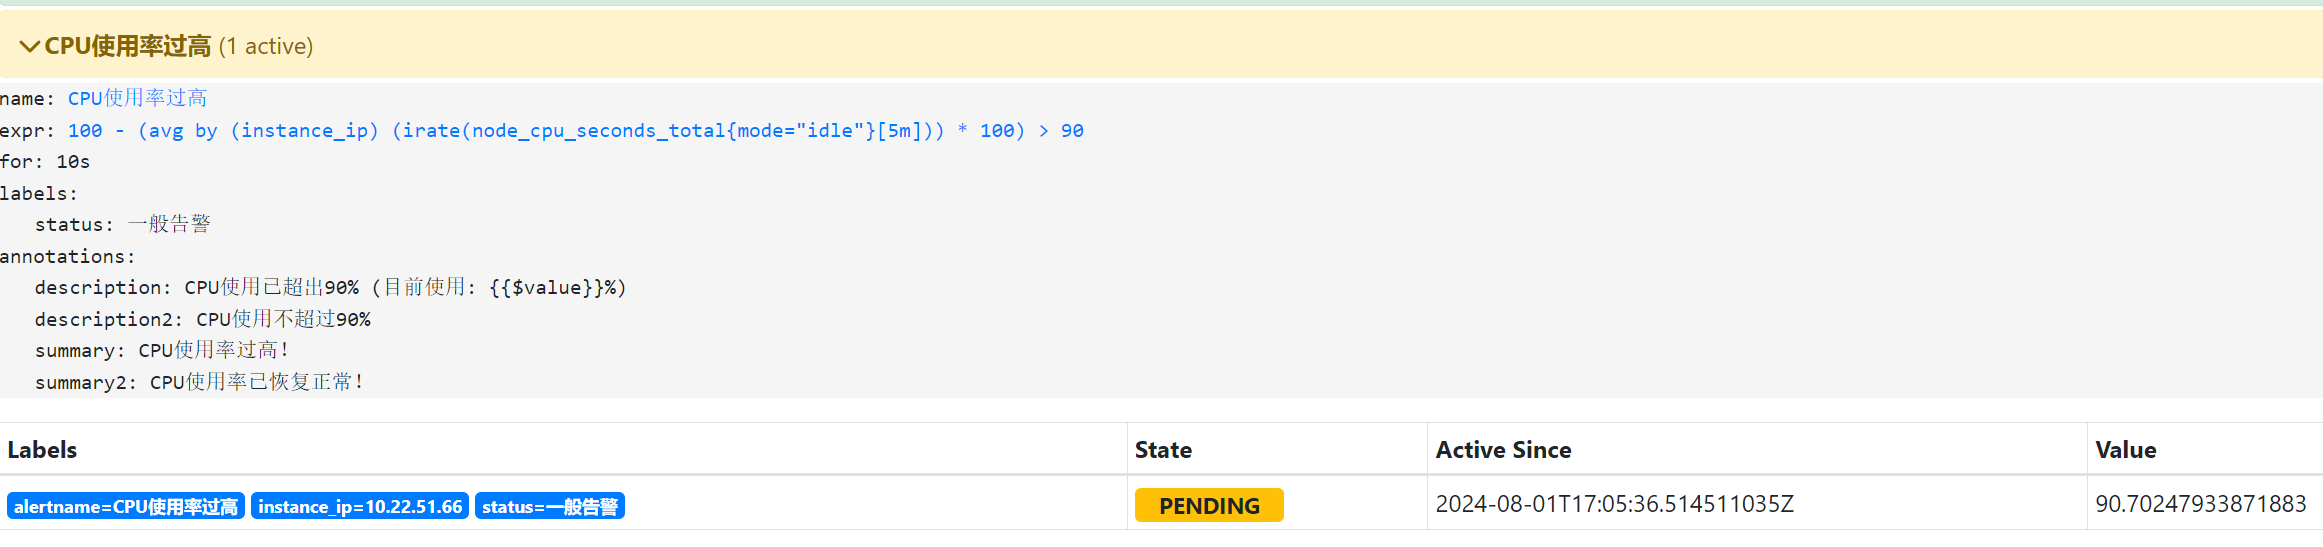 CPU使用率过高 (1 active)
name: CPU使用率过高
expr: 100 - (avg by (instance_ip) (irate(node_cpu_seconds_total{mode="idle"}[5m])) * 100) > 90
for: 10s
labels:
status: 一般告警
annotations:
description: CPU使用已超出90% (目前使用: {{$value}}%)
description2: CPU使用不超过90%
summary: CPU使用率过高!
summary2: CPU使用率已恢复正常!
Labels State Active Since Value
alertname=CPU使用率过高 instance_ip=10.22.51.66 status=一般告警 PENDING 2024-08-01T17:05:36.514511035Z 90.70247933871883